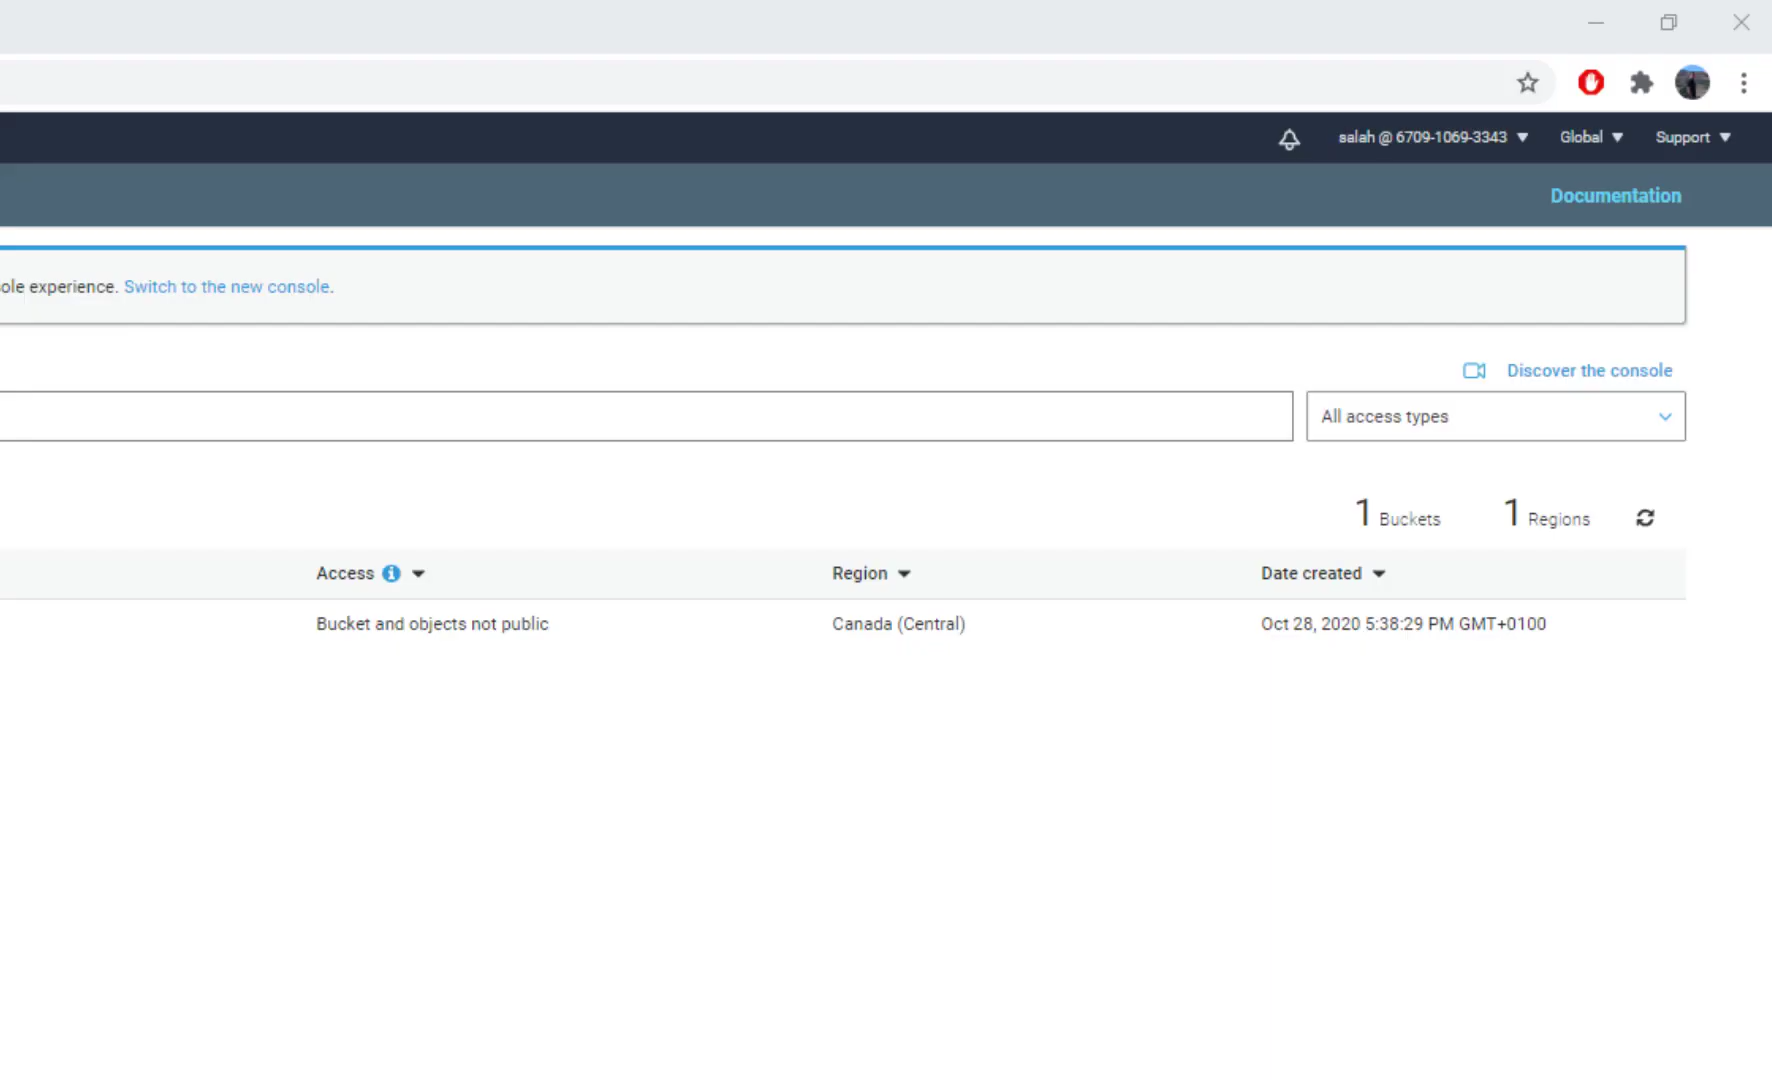 salah @ 6709-1069-3343 Global Support
Documentation
ole experience. Switch to the new console.
Discover the console
All access types
1 Buckets 1 Regions
Access Region Date created
Bucket and objects not public Canada (Central) Oct 28, 2020 5:38:29 PM GMT+0100